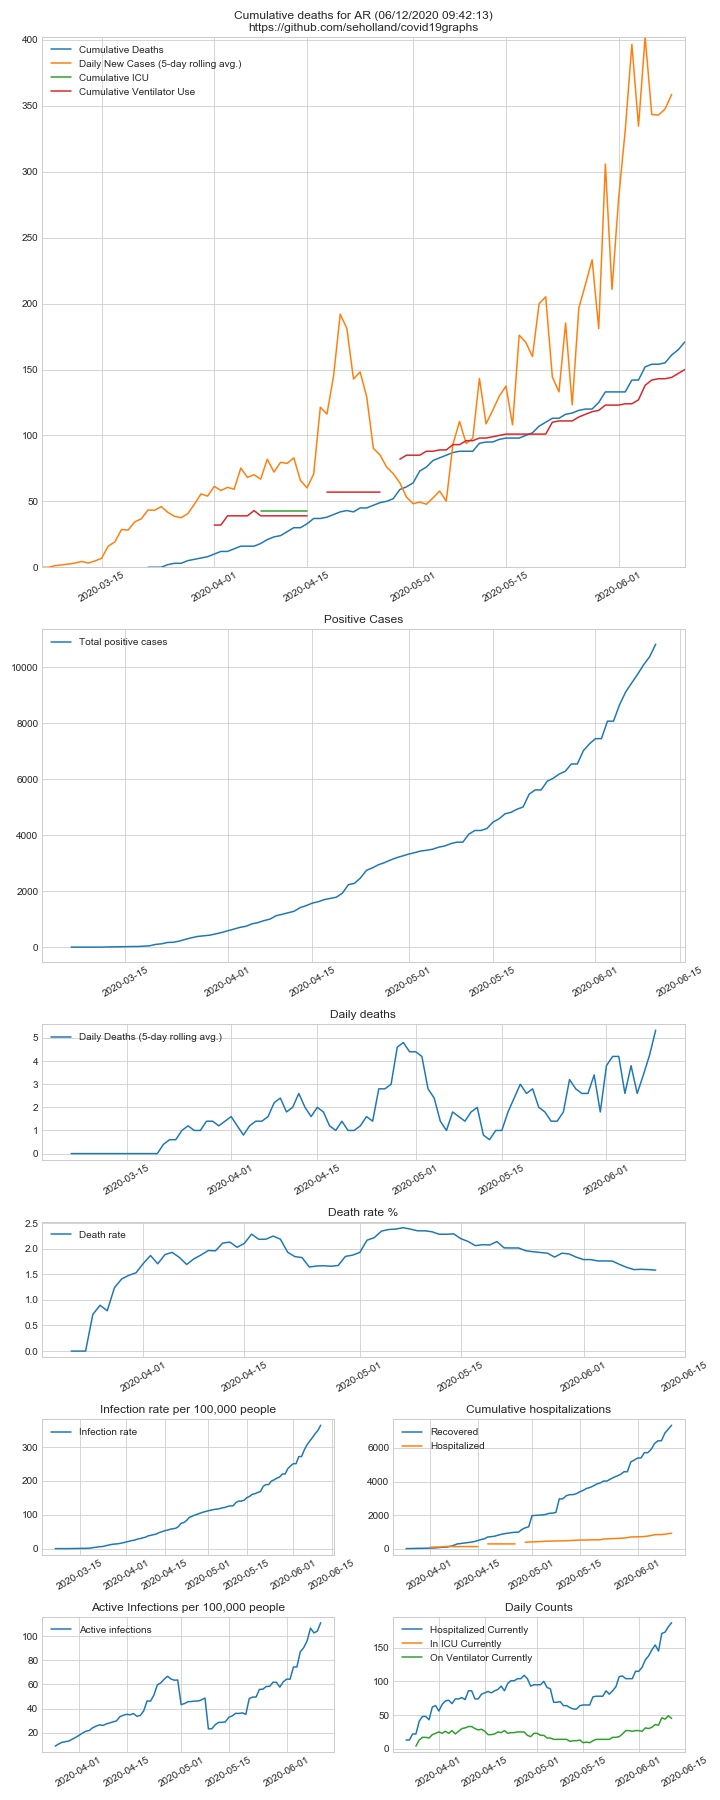 Cumulative deaths for AR (06/12/2020 09:42:13)
https://github.com/seholland/covid19graphs
Cumulative Deaths
Daily New Cases (5-day rolling avg.)
Cumulative ICU
Cumulative Ventilator Use
400
350
300
250
200
150
100
50
0
2020-03-15 2020-04-01 2020-04-15 2020-05-01 2020-05-15 2020-06-01
Positive Cases
Total positive cases
10000
8000
6000
4000
2000
0
2020-03-15 2020-04-01 2020-04-15 2020-05-01 2020-05-15 2020-06-01 2020-06-15
Daily deaths
Daily Deaths (5-day rolling avg.)
5
4
3
2
1
0
2020-03-15 2020-04-01 2020-04-15 2020-05-01 2020-05-15 2020-06-01
Death rate %
Death rate
2.5
2.0
1.5
1.0
0.5
0.0
2020-04-01 2020-04-15 2020-05-01 2020-05-15 2020-06-01 2020-06-15
Infection rate per 100,000 people
Infection rate
300
200
100
0
2020-03-15 2020-04-01 2020-04-15 2020-05-01 2020-05-15 2020-06-01 2020-06-15
Cumulative hospitalizations
Recovered
Hospitalized
6000
4000
2000
0
2020-04-01 2020-04-15 2020-05-01 2020-05-15 2020-06-01
Active Infections per 100,000 people
Active infections
100
80
60
40
20
2020-04-01 2020-04-15 2020-05-01 2020-05-15 2020-06-01
Daily Counts
Hospitalized Currently
In ICU Currently
On Ventilator Currently
150
100
50
0
2020-04-01 2020-04-15 2020-05-01 2020-05-15 2020-06-01 2020-06-15